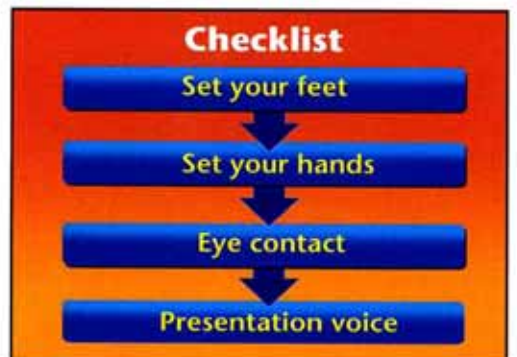 Checklist
Set your feet
Set your hands
Eye contact
Presentation voice